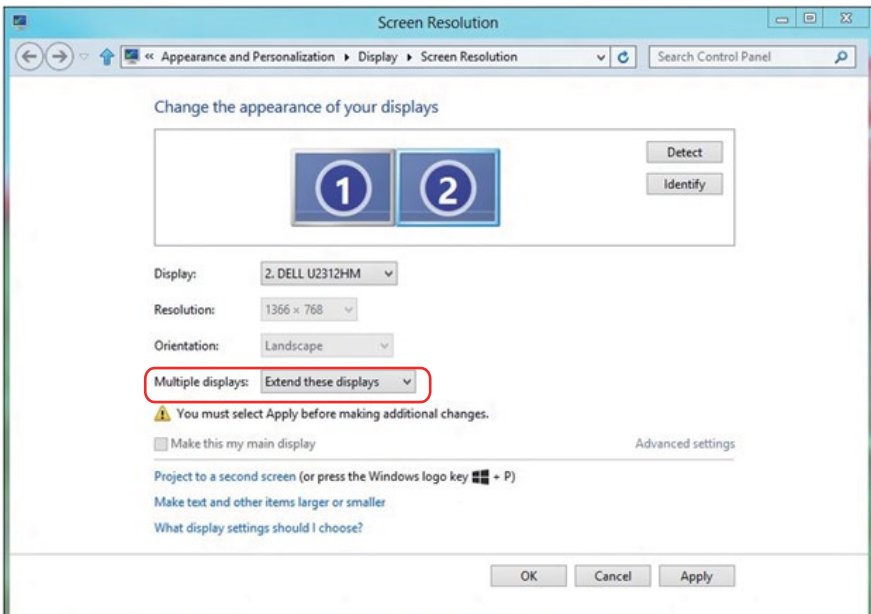 Screen Resolution
« Appearance and Personalization ▸ Display ▸ Screen Resolution
Search Control Panel
Change the appearance of your displays
1 2
Detect
Identify
Display: 2. DELL U2312HM
Resolution: 1366 × 768
Orientation: Landscape
Multiple displays: Extend these displays
You must select Apply before making additional changes.
Make this my main display Advanced settings
Project to a second screen (or press the Windows logo key + P)
Make text and other items larger or smaller
What display settings should I choose?
OK Cancel Apply